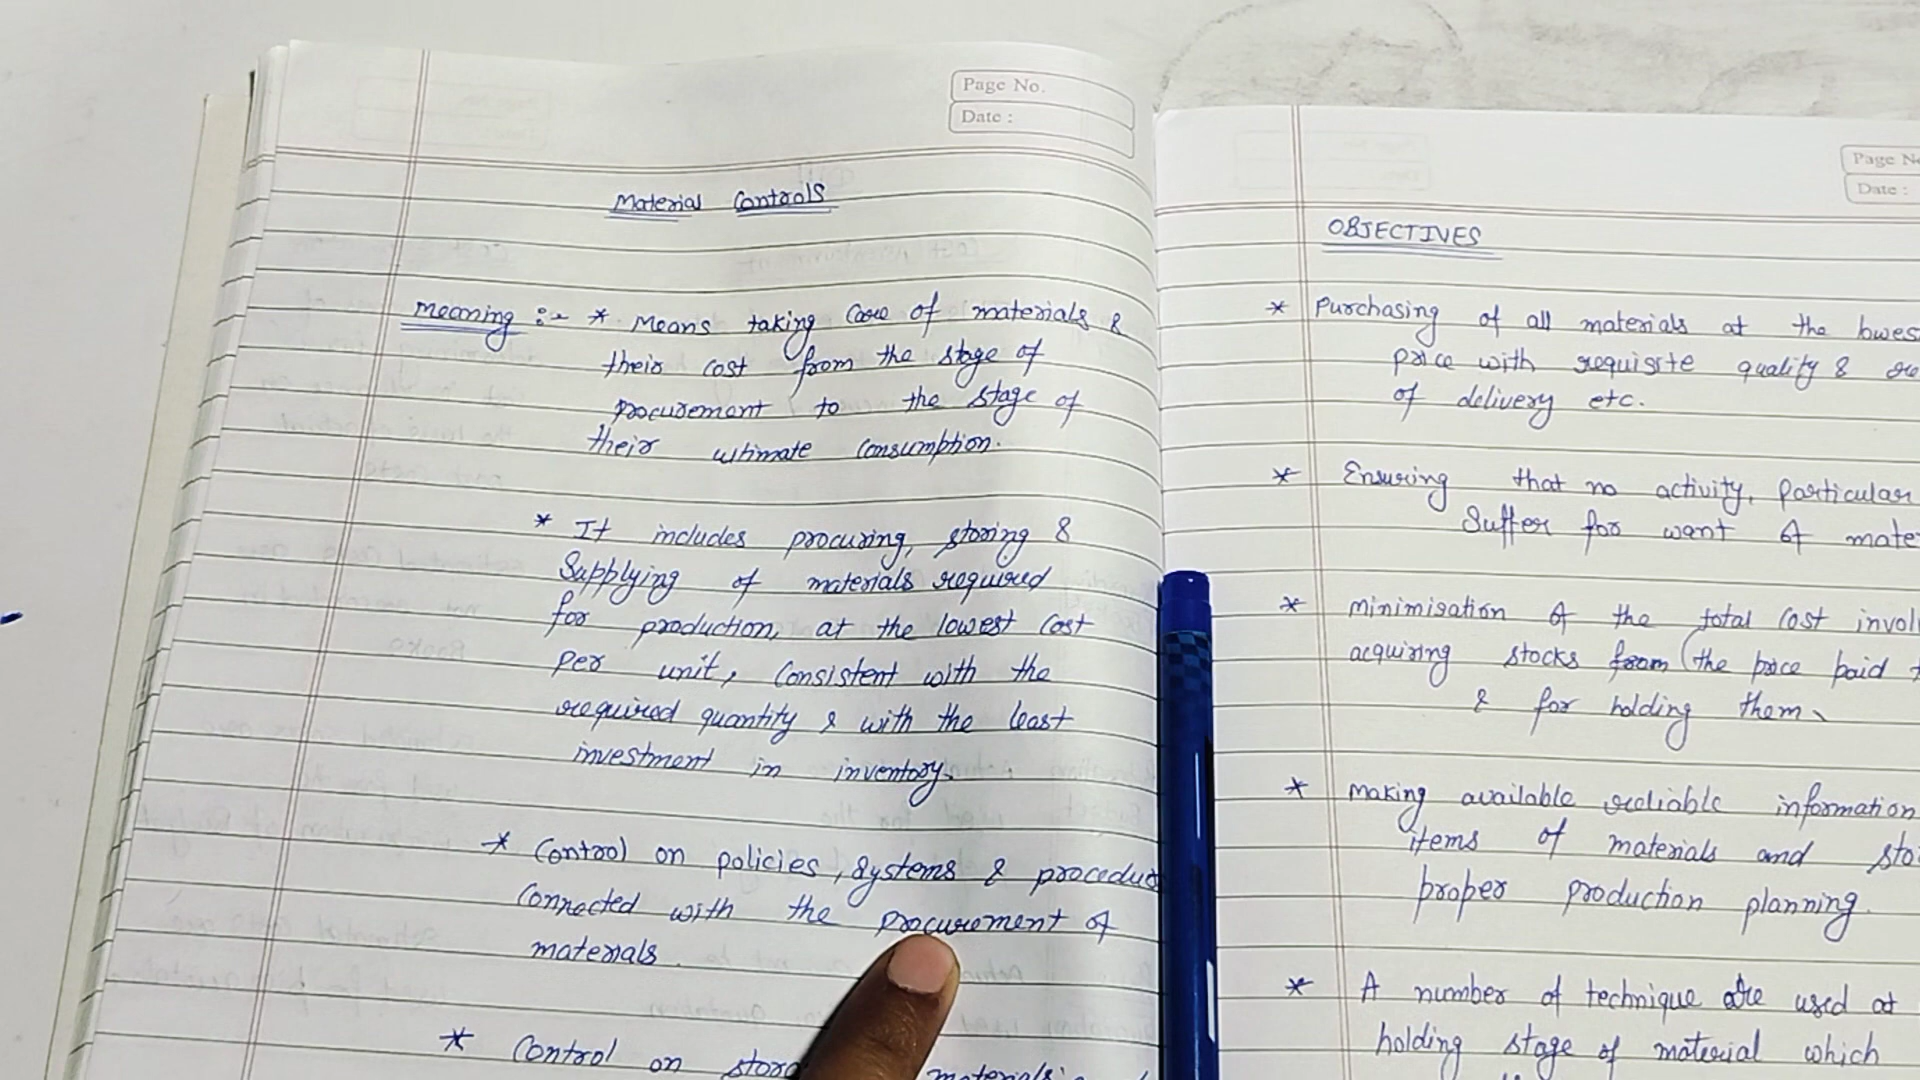 Page No.
Date :
Material Controls
Meaning :- * Means taking Care of materials &
their cost from the stage of
procurement to the stage of
their ultimate Consumption.
* It includes procuring, storing &
Supplying of materials required
for production, at the lowest Cost
Per unit, Consistent with the
required quantity & with the least
investment in inventory.
* Control on policies, Systems &
Connected with the procurement of
materials.
* Control on materials
Page
Date :
OBJECTIVES
* Purchasing of all materials at the
price with requisite quality &
of delivery etc.
* Ensuring that no activity, Particular
Suffer for want of
* minimisation of the total Cost
acquiring stocks from (the price paid
& for holding them.
* making available reliable information
items of materials and
proper production planning.
* A number of technique are used at
holding stage of material which